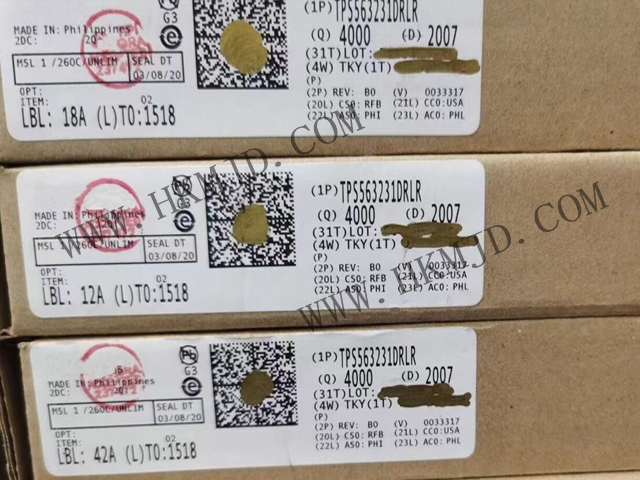 G3
MADE IN: Philippines
2DC: 2Q
MSL 1 /260C/UNLIM
SEAL DT
03/08/20
OPT:
ITEM:
02
LBL: 18A (L)TO:1518
(1P) TPS563231DRLR
(Q) 4000 (D) 2007
(31T)LOT:
(4W) TKY(1T)
(P)
(2P) REV: B0 (V) 0033317
(20L) CSO: RFB (21L) CCO:USA
(22L) ASO: PHI (23L) ACO: PHL
Pb
G3
MADE IN: Philippines
2DC:
MSL 1 /260C/UNLIM
SEAL DT
03/08/20
OPT:
ITEM:
02
LBL: 12A (L)TO:1518
(1P) TPS563231DRLR
(Q) 4000 (D) 2007
(31T)LOT:
(4W) TKY(1T)
(P)
(2P) REV: B0 (V) 0033317
(20L) CSO: RFB (21L) CCO:USA
(22L) ASO: PHI (23L) ACO: PHL
Pb
G3
MADE IN: Philippines
2DC:
MSL 1 /260C/UNLIM
SEAL DT
03/08/20
OPT:
ITEM:
02
LBL: 42A (L)TO:1518
(1P) TPS563231DRLR
(Q) 4000 (D) 2007
(31T)LOT:
(4W) TKY(1T)
(P)
(2P) REV: B0 (V) 0033317
(20L) CSO: RFB (21L) CCO:USA
(22L) ASO: PHI (23L) ACO: PHL
WWW.HKMJD.COM
WWW.HKMJD.COM